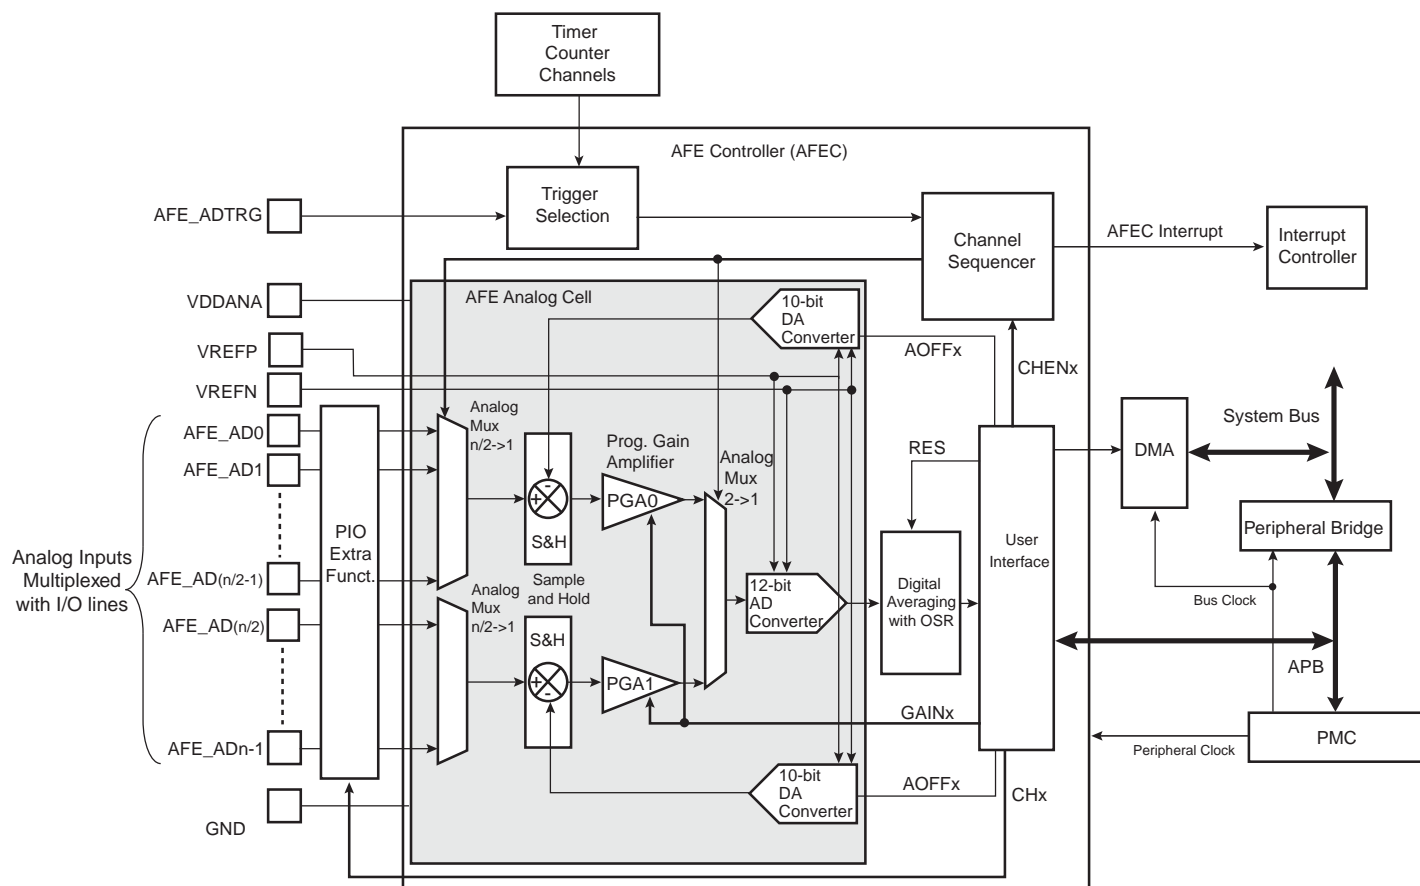 Timer
Counter
Channels
AFE Controller (AFEC)
AFE_ADTRG
Trigger
Selection
Channel
Sequencer
AFEC Interrupt
Interrupt
Controller
VDDANA
AFE Analog Cell
10-bit
DA
Converter
AOFFx
CHENx
VREFP
VREFN
AFE_AD0
AFE_AD1
AFE_AD(n/2-1)
AFE_AD(n/2)
AFE_ADn-1
GND
Analog Inputs
Multiplexed
with I/O lines
PIO
Extra
Funct.
Analog
Mux
n/2->1
+
-
S&H
Sample
and Hold
Prog. Gain
Amplifier
PGA0
Analog
Mux
2->1
Analog
Mux
n/2->1
S&H
+
-
PGA1
12-bit
AD
Converter
RES
Digital
Averaging
with OSR
User
Interface
GAINx
10-bit
DA
Converter
AOFFx
CHx
DMA
System Bus
Peripheral Bridge
Bus Clock
APB
Peripheral Clock
PMC